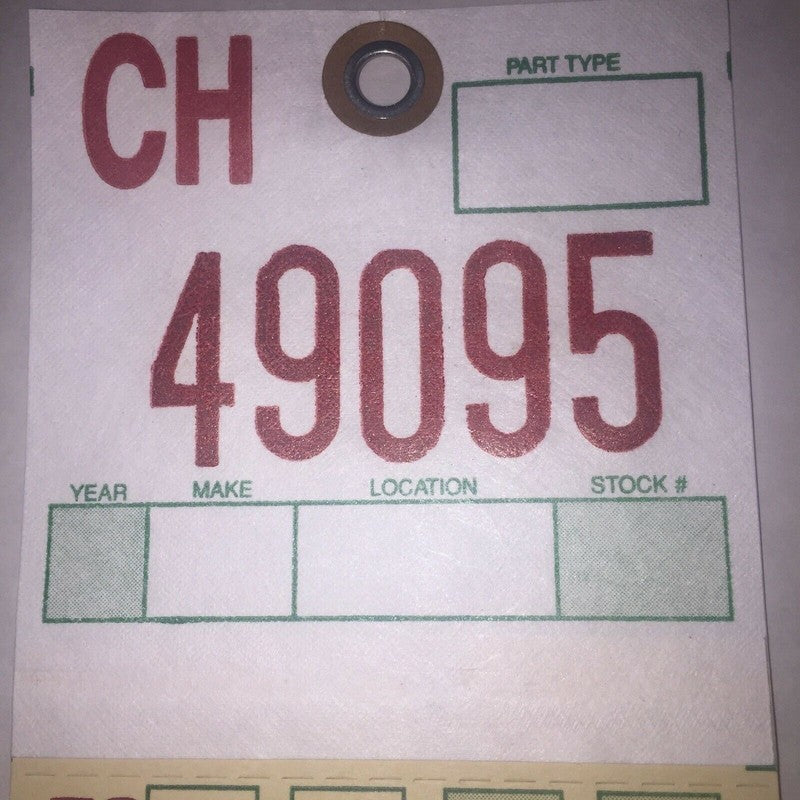 CH
PART TYPE
49095
YEAR MAKE LOCATION STOCK #